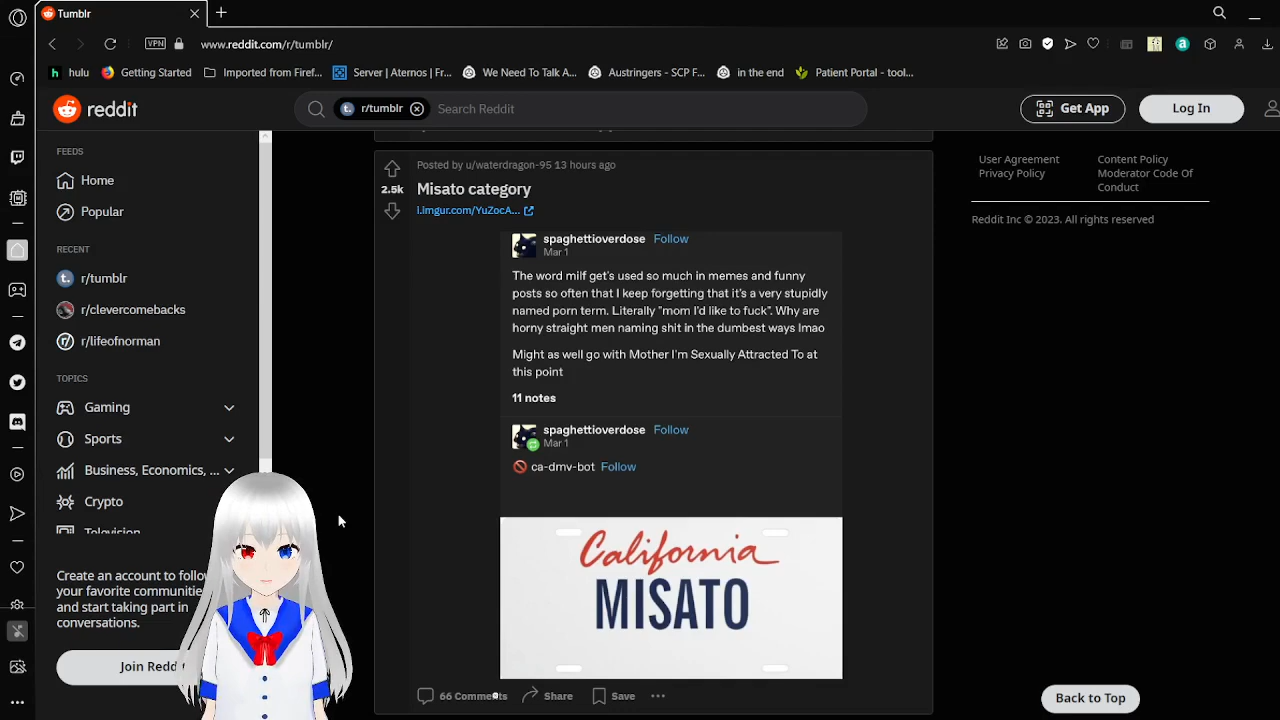 Tumblr
VPN
www.reddit.com/r/tumblr/
hulu
Getting Started
Imported from Firef...
Server | Aternos | Fr...
We Need To Talk A...
Austringers - SCP F...
in the end
Patient Portal - tool...
reddit
r/tumblr
Search Reddit
Get App
Log In
FEEDS
Home
Popular
RECENT
r/tumblr
r/clevercomebacks
r/lifeofnorman
TOPICS
Gaming
Sports
Business, Economics, ...
Crypto
Television
Create an account to follow
your favorite communities
and start taking part in
conversations.
Join Reddit
Posted by u/waterdragon-95 13 hours ago
2.5k
Misato category
i.imgur.com/YuZocA...
spaghettioverdose Follow
Mar 1
The word milf get's used so much in memes and funny
posts so often that I keep forgetting that it's a very stupidly
named porn term. Literally "mom I'd like to fuck". Why are
horny straight men naming shit in the dumbest ways lmao
Might as well go with Mother I'm Sexually Attracted To at
this point
11 notes
spaghettioverdose Follow
Mar 1
ca-dmv-bot Follow
California
MISATO
66 Comments
Share
Save
User Agreement
Privacy Policy
Content Policy
Moderator Code Of
Conduct
Reddit Inc © 2023. All rights reserved
Back to Top